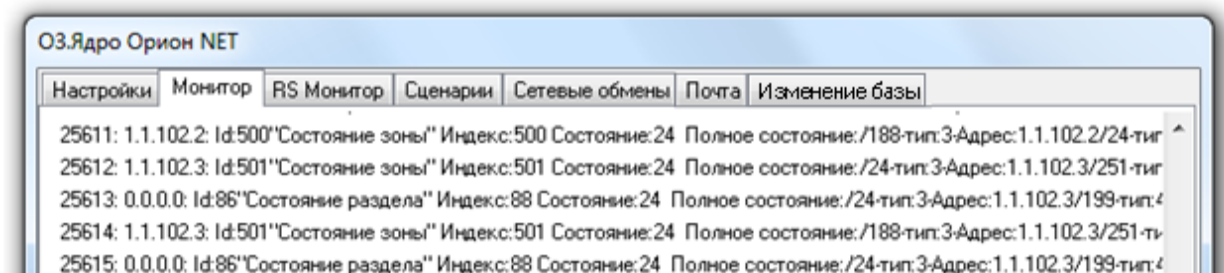 ОЗ.Ядро Орион NET
Настройки Монитор RS Монитор Сценарии Сетевые обмены Почта Изменение базы
25611: 1.1.102.2: Id:500"Состояние зоны" Индекс:500 Состояние:24 Полное состояние:/188-тип:3-Адрес:1.1.102.2/24-тип
25612: 1.1.102.3: Id:501"Состояние зоны" Индекс:501 Состояние:24 Полное состояние:/24-тип:3-Адрес:1.1.102.3/251-тип
25613: 0.0.0.0: Id:86"Состояние раздела" Индекс:88 Состояние:24 Полное состояние:/24-тип:3-Адрес:1.1.102.3/199-тип:4
25614: 1.1.102.3: Id:501"Состояние зоны" Индекс:501 Состояние:24 Полное состояние:/188-тип:3-Адрес:1.1.102.3/251-ти
25615: 0.0.0.0: Id:86"Состояние раздела" Индекс:88 Состояние:24 Полное состояние:/24-тип:3-Адрес:1.1.102.3/199-тип:4